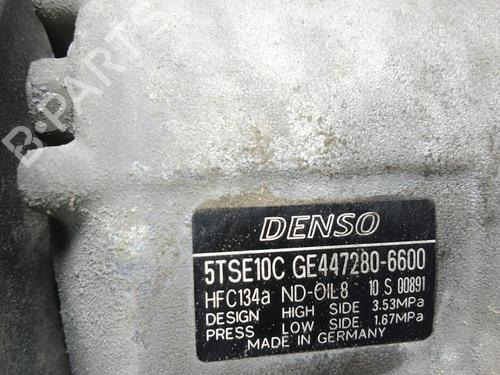 B-PARTS
DENSO
5TSE10C GE447280-6600
HFC134a ND-OIL8 10 S 00891
DESIGN HIGH SIDE 3.53MPa
PRESS LOW SIDE 1.67MPa
MADE IN GERMANY